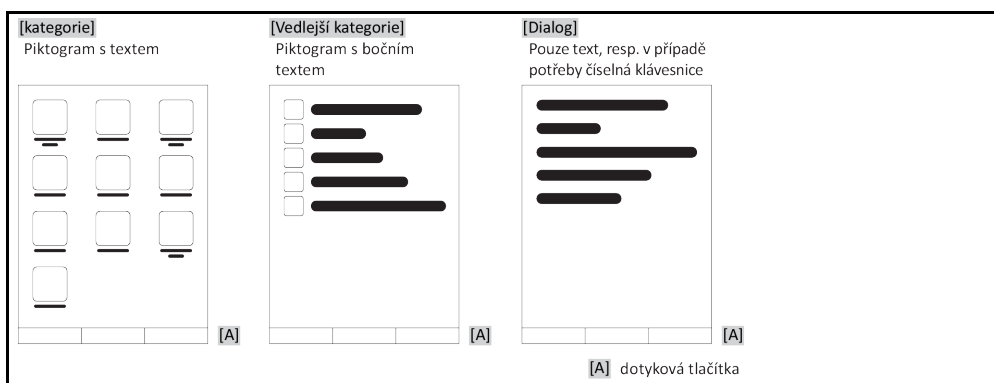 [kategorie]
Piktogram s textem
[Vedlejší kategorie]
Piktogram s bočním
textem
[Dialog]
Pouze text, resp. v případě
potřeby číselná klávesnice
[A]
[A]
[A] dotyková tlačítka